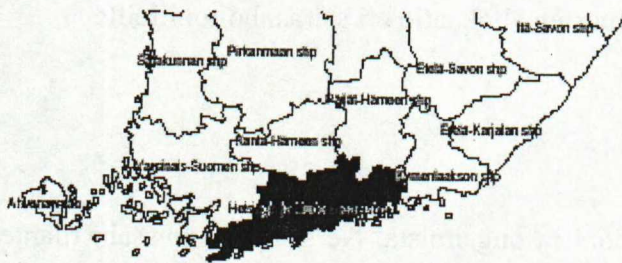 Itä-Savon shp
Pirkanmaan shp
Satakunnan shp
Etelä-Savon shp
Päijät-Hämeen shp
Etelä-Karjalan shp
Kanta-Hämeen shp
Varsinais-Suomen shp
Kymenlaakson shp